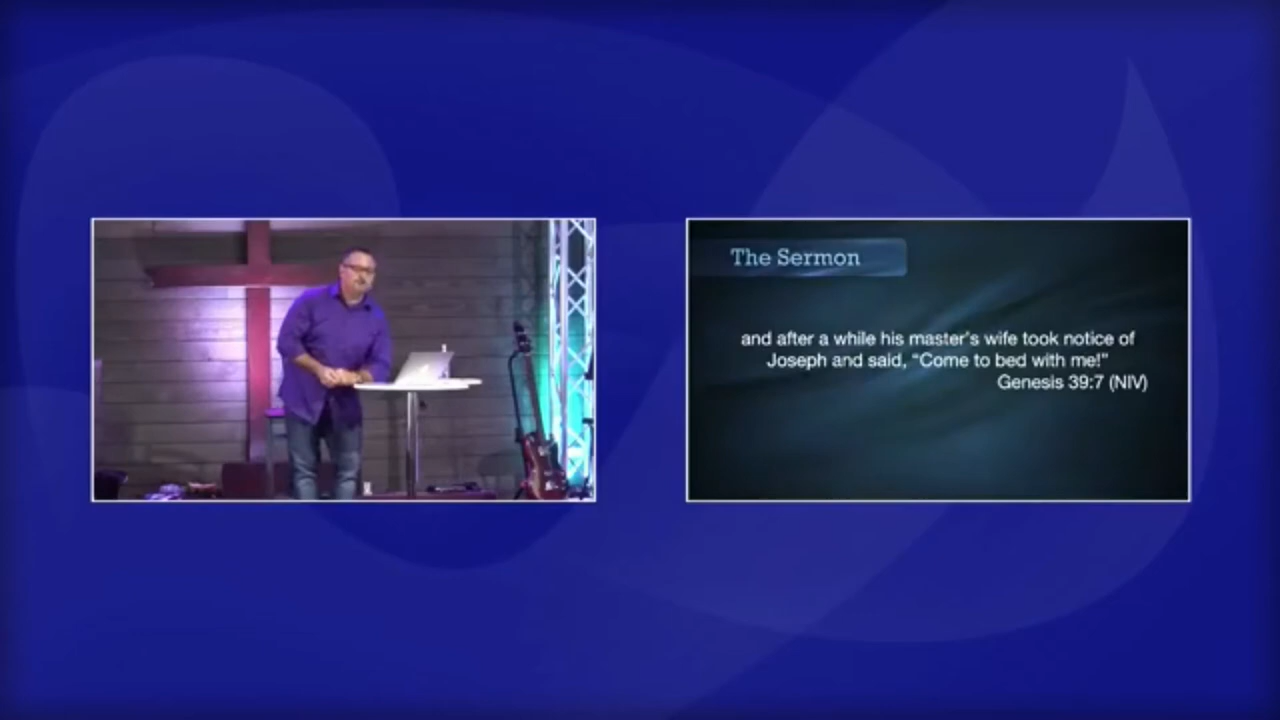 The Sermon
and after a while his master's wife took notice of
Joseph and said, “Come to bed with me!”
Genesis 39:7 (NIV)